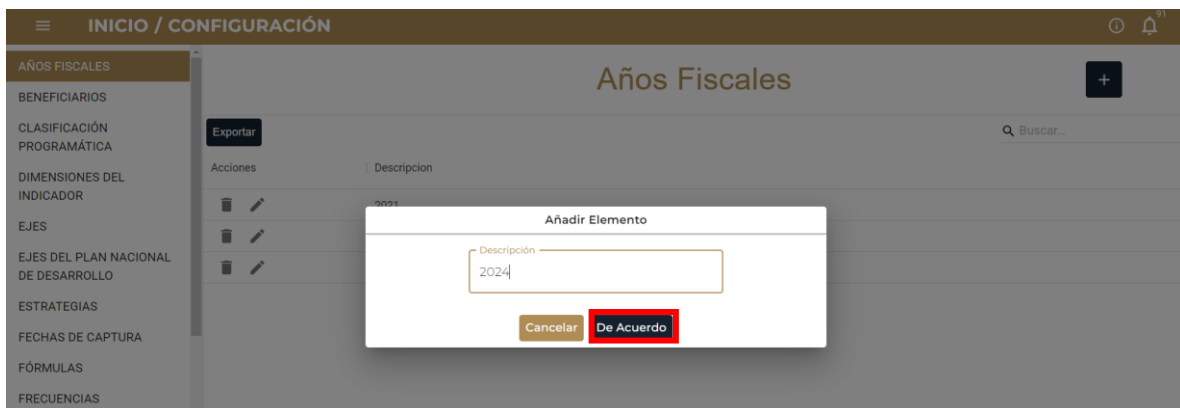 INICIO / CONFIGURACIÓN
91
AÑOS FISCALES
BENEFICIARIOS
CLASIFICACIÓN
PROGRAMÁTICA
DIMENSIONES DEL
INDICADOR
EJES
EJES DEL PLAN NACIONAL
DE DESARROLLO
ESTRATEGIAS
FECHAS DE CAPTURA
FÓRMULAS
FRECUENCIAS
Años Fiscales
+
Exportar
Buscar...
Acciones
Descripcion
2021
Añadir Elemento
Descripción
2024
Cancelar
De Acuerdo